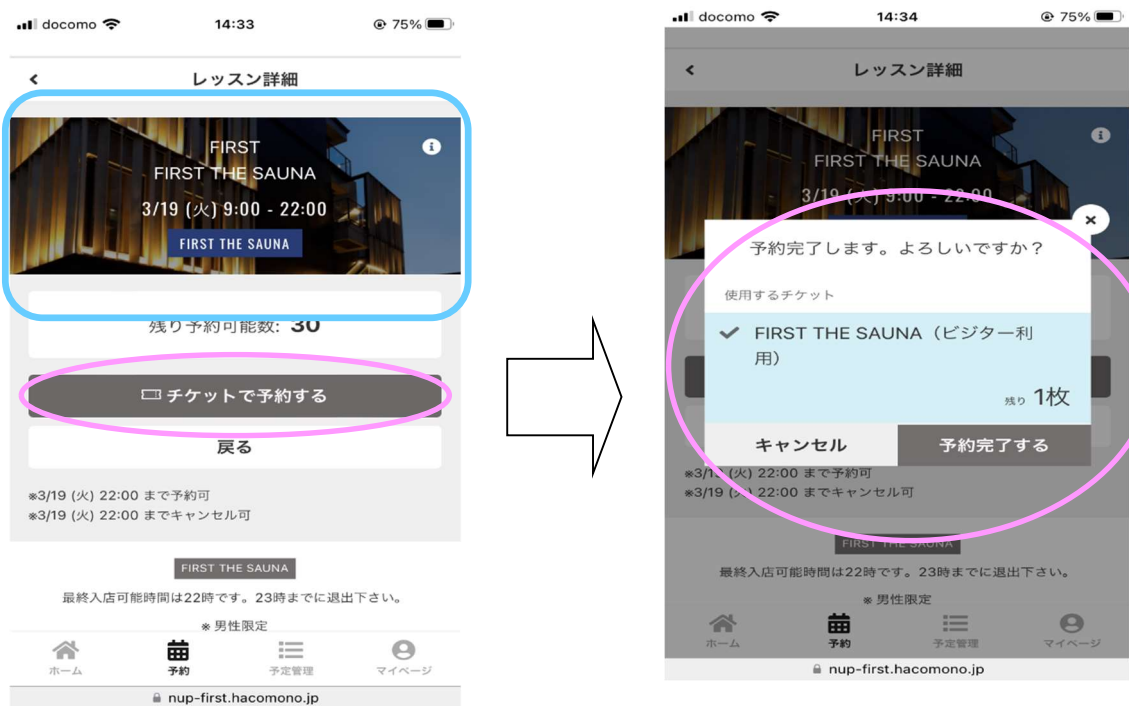 docomo 14:33 75%
レッスン詳細
FIRST
FIRST THE SAUNA
3/19 (火) 9:00 - 22:00
FIRST THE SAUNA
残り予約可能数: 30
チケットで予約する
戻る
※3/19 (火) 22:00 まで予約可
※3/19 (火) 22:00 までキャンセル可
FIRST THE SAUNA
最終入店可能時間は22時です。23時までに退出下さい。
※ 男性限定
ホーム 予約 予定管理 マイページ
nup-first.hacomono.jp
docomo 14:34 75%
レッスン詳細
FIRST
FIRST THE SAUNA
3/19 (火) 9:00 - 22:00
予約完了します。よろしいですか?
使用するチケット
FIRST THE SAUNA(ビジター利
用)
残り 1枚
キャンセル 予約完了する
※3/19 (火) 22:00 まで予約可
※3/19 (火) 22:00 までキャンセル可
FIRST THE SAUNA
最終入店可能時間は22時です。23時までに退出下さい。
※ 男性限定
ホーム 予約 予定管理 マイページ
nup-first.hacomono.jp